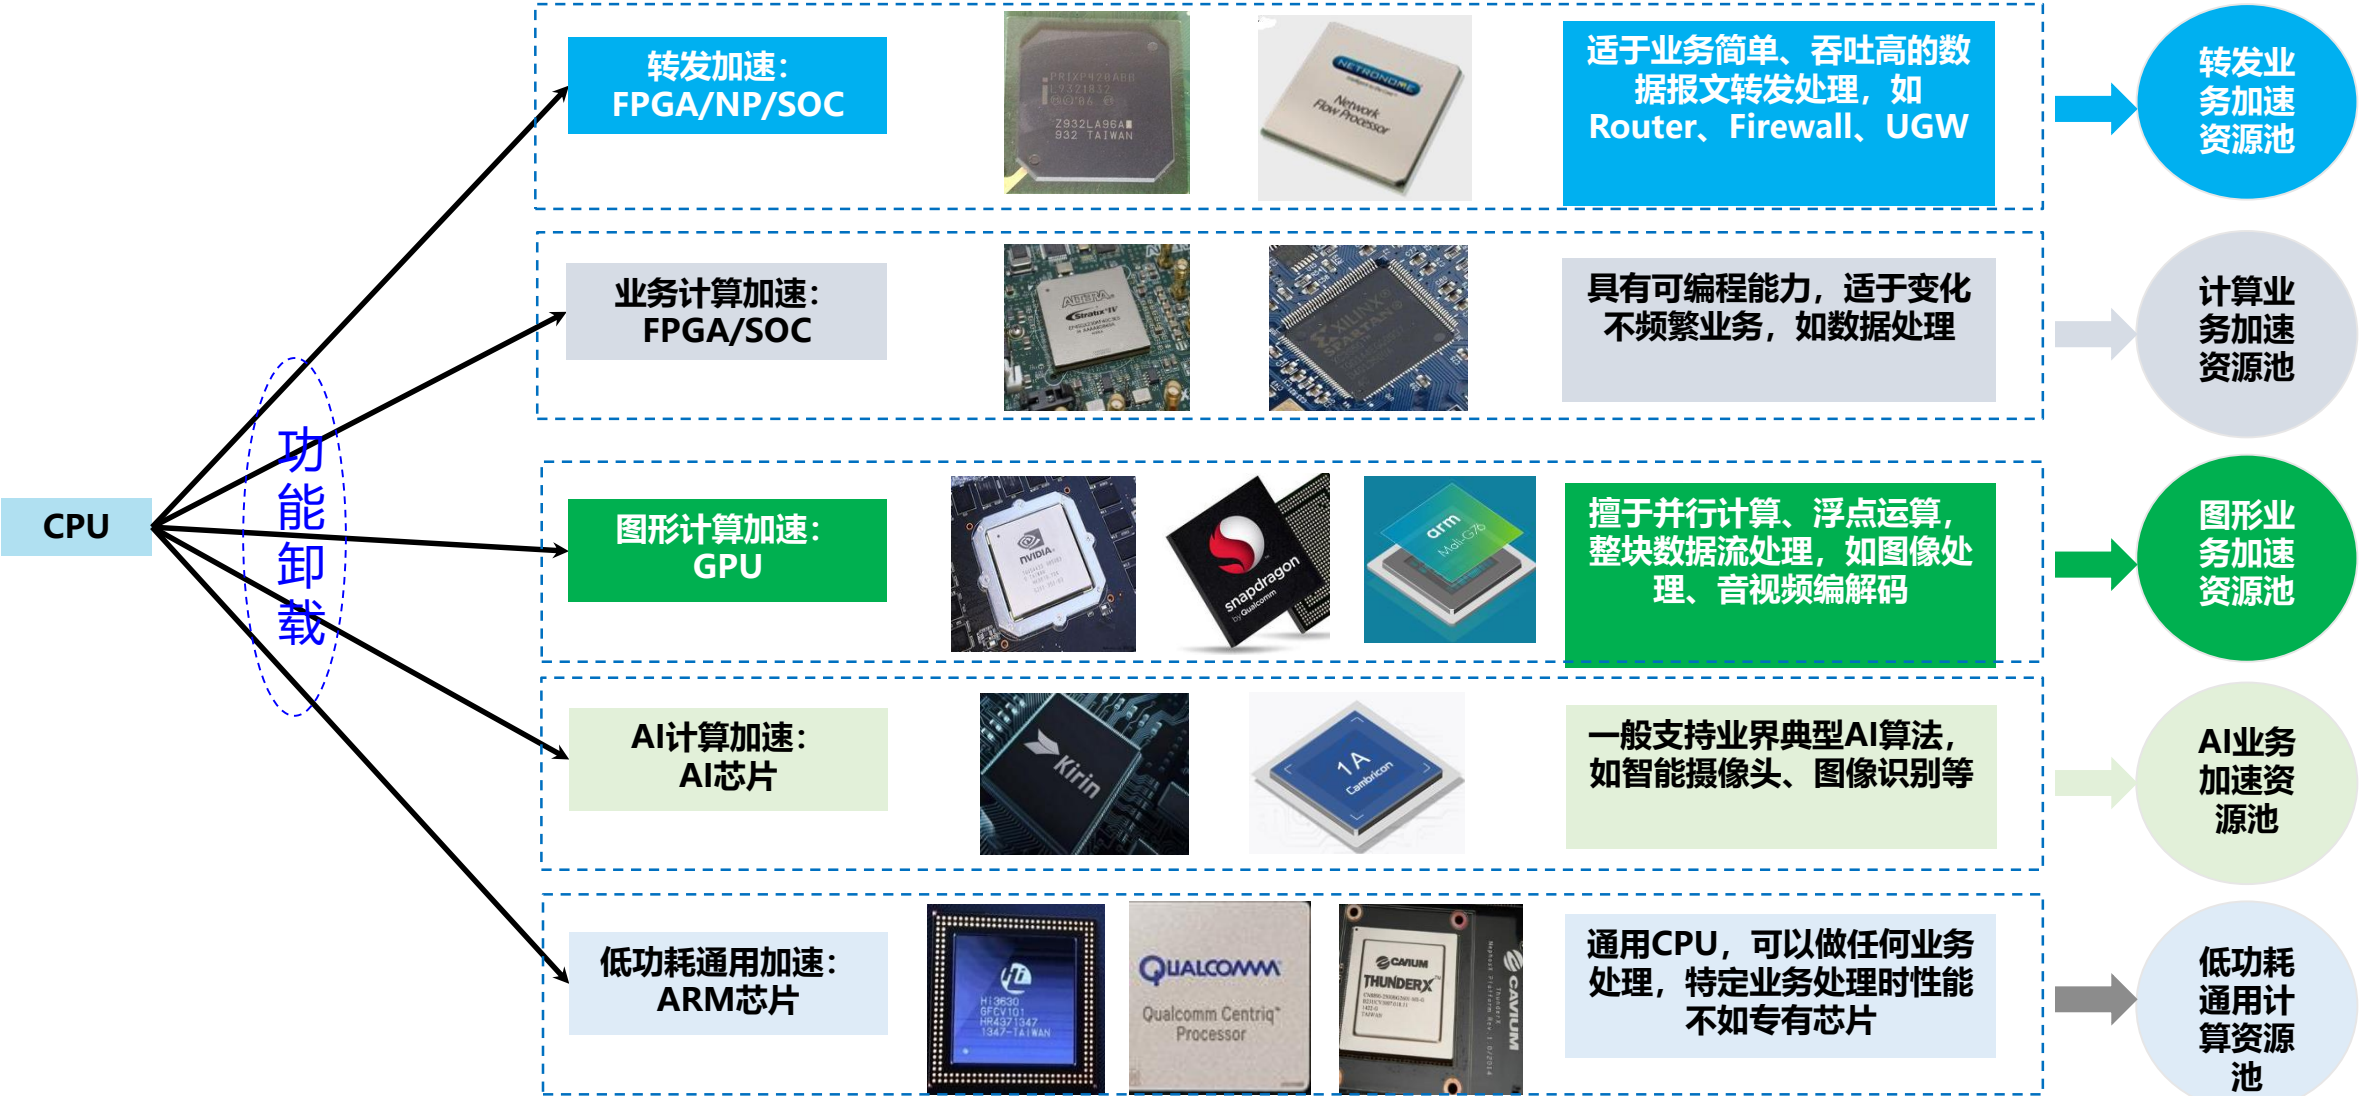 CPU
功
能
卸
载
转发加速：
FPGA/NP/SOC
PRIXP420ABB
L9321832
Z932LA96A
932 TAIWAN
NETRONOME
Network
Flow Processor
适于业务简单、吞吐高的数
据报文转发处理，如
Router、Firewall、UGW
转发业
务加速
资源池
业务计算加速：
FPGA/SOC
ALTERA
Stratix IV
XILINX
SPARTAN
具有可编程能力，适于变化
不频繁业务，如数据处理
计算业
务加速
资源池
图形计算加速：
GPU
NVIDIA
snapdragon
by Qualcomm
arm
Mali-G76
擅于并行计算、浮点运算，
整块数据流处理，如图像处
理、音视频编解码
图形业
务加速
资源池
AI计算加速：
AI芯片
Kirin
1A
Cambricon
一般支持业界典型AI算法，
如智能摄像头、图像识别等
AI业务
加速资
源池
低功耗通用加速：
ARM芯片
Hi3630
GFCV101
HR4371347
1347-TAIWAN
QUALCOMM
Qualcomm Centriq™
Processor
CAVIUM
THUNDERX™
CAVIUM
通用CPU，可以做任何业务
处理，特定业务处理时性能
不如专有芯片
低功耗
通用计
算资源
池